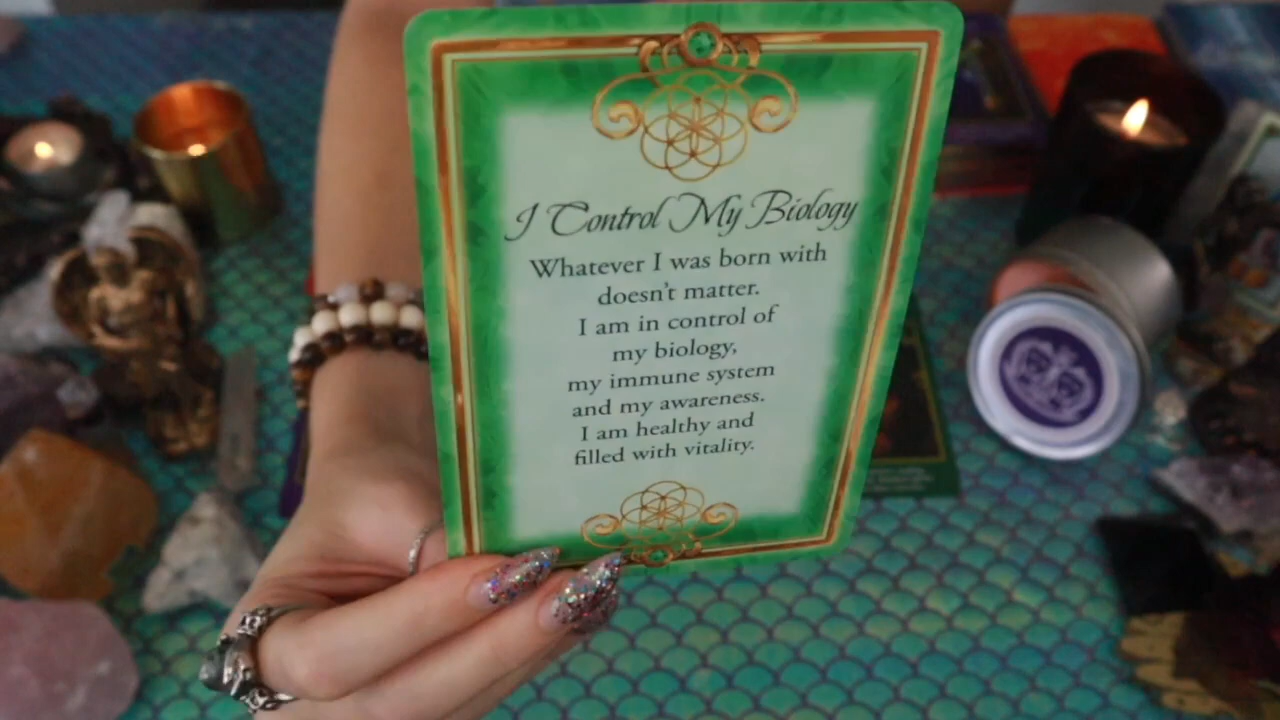 I Control My Biology
Whatever I was born with
doesn't matter.
I am in control of
my biology,
my immune system
and my awareness.
I am healthy and
filled with vitality.